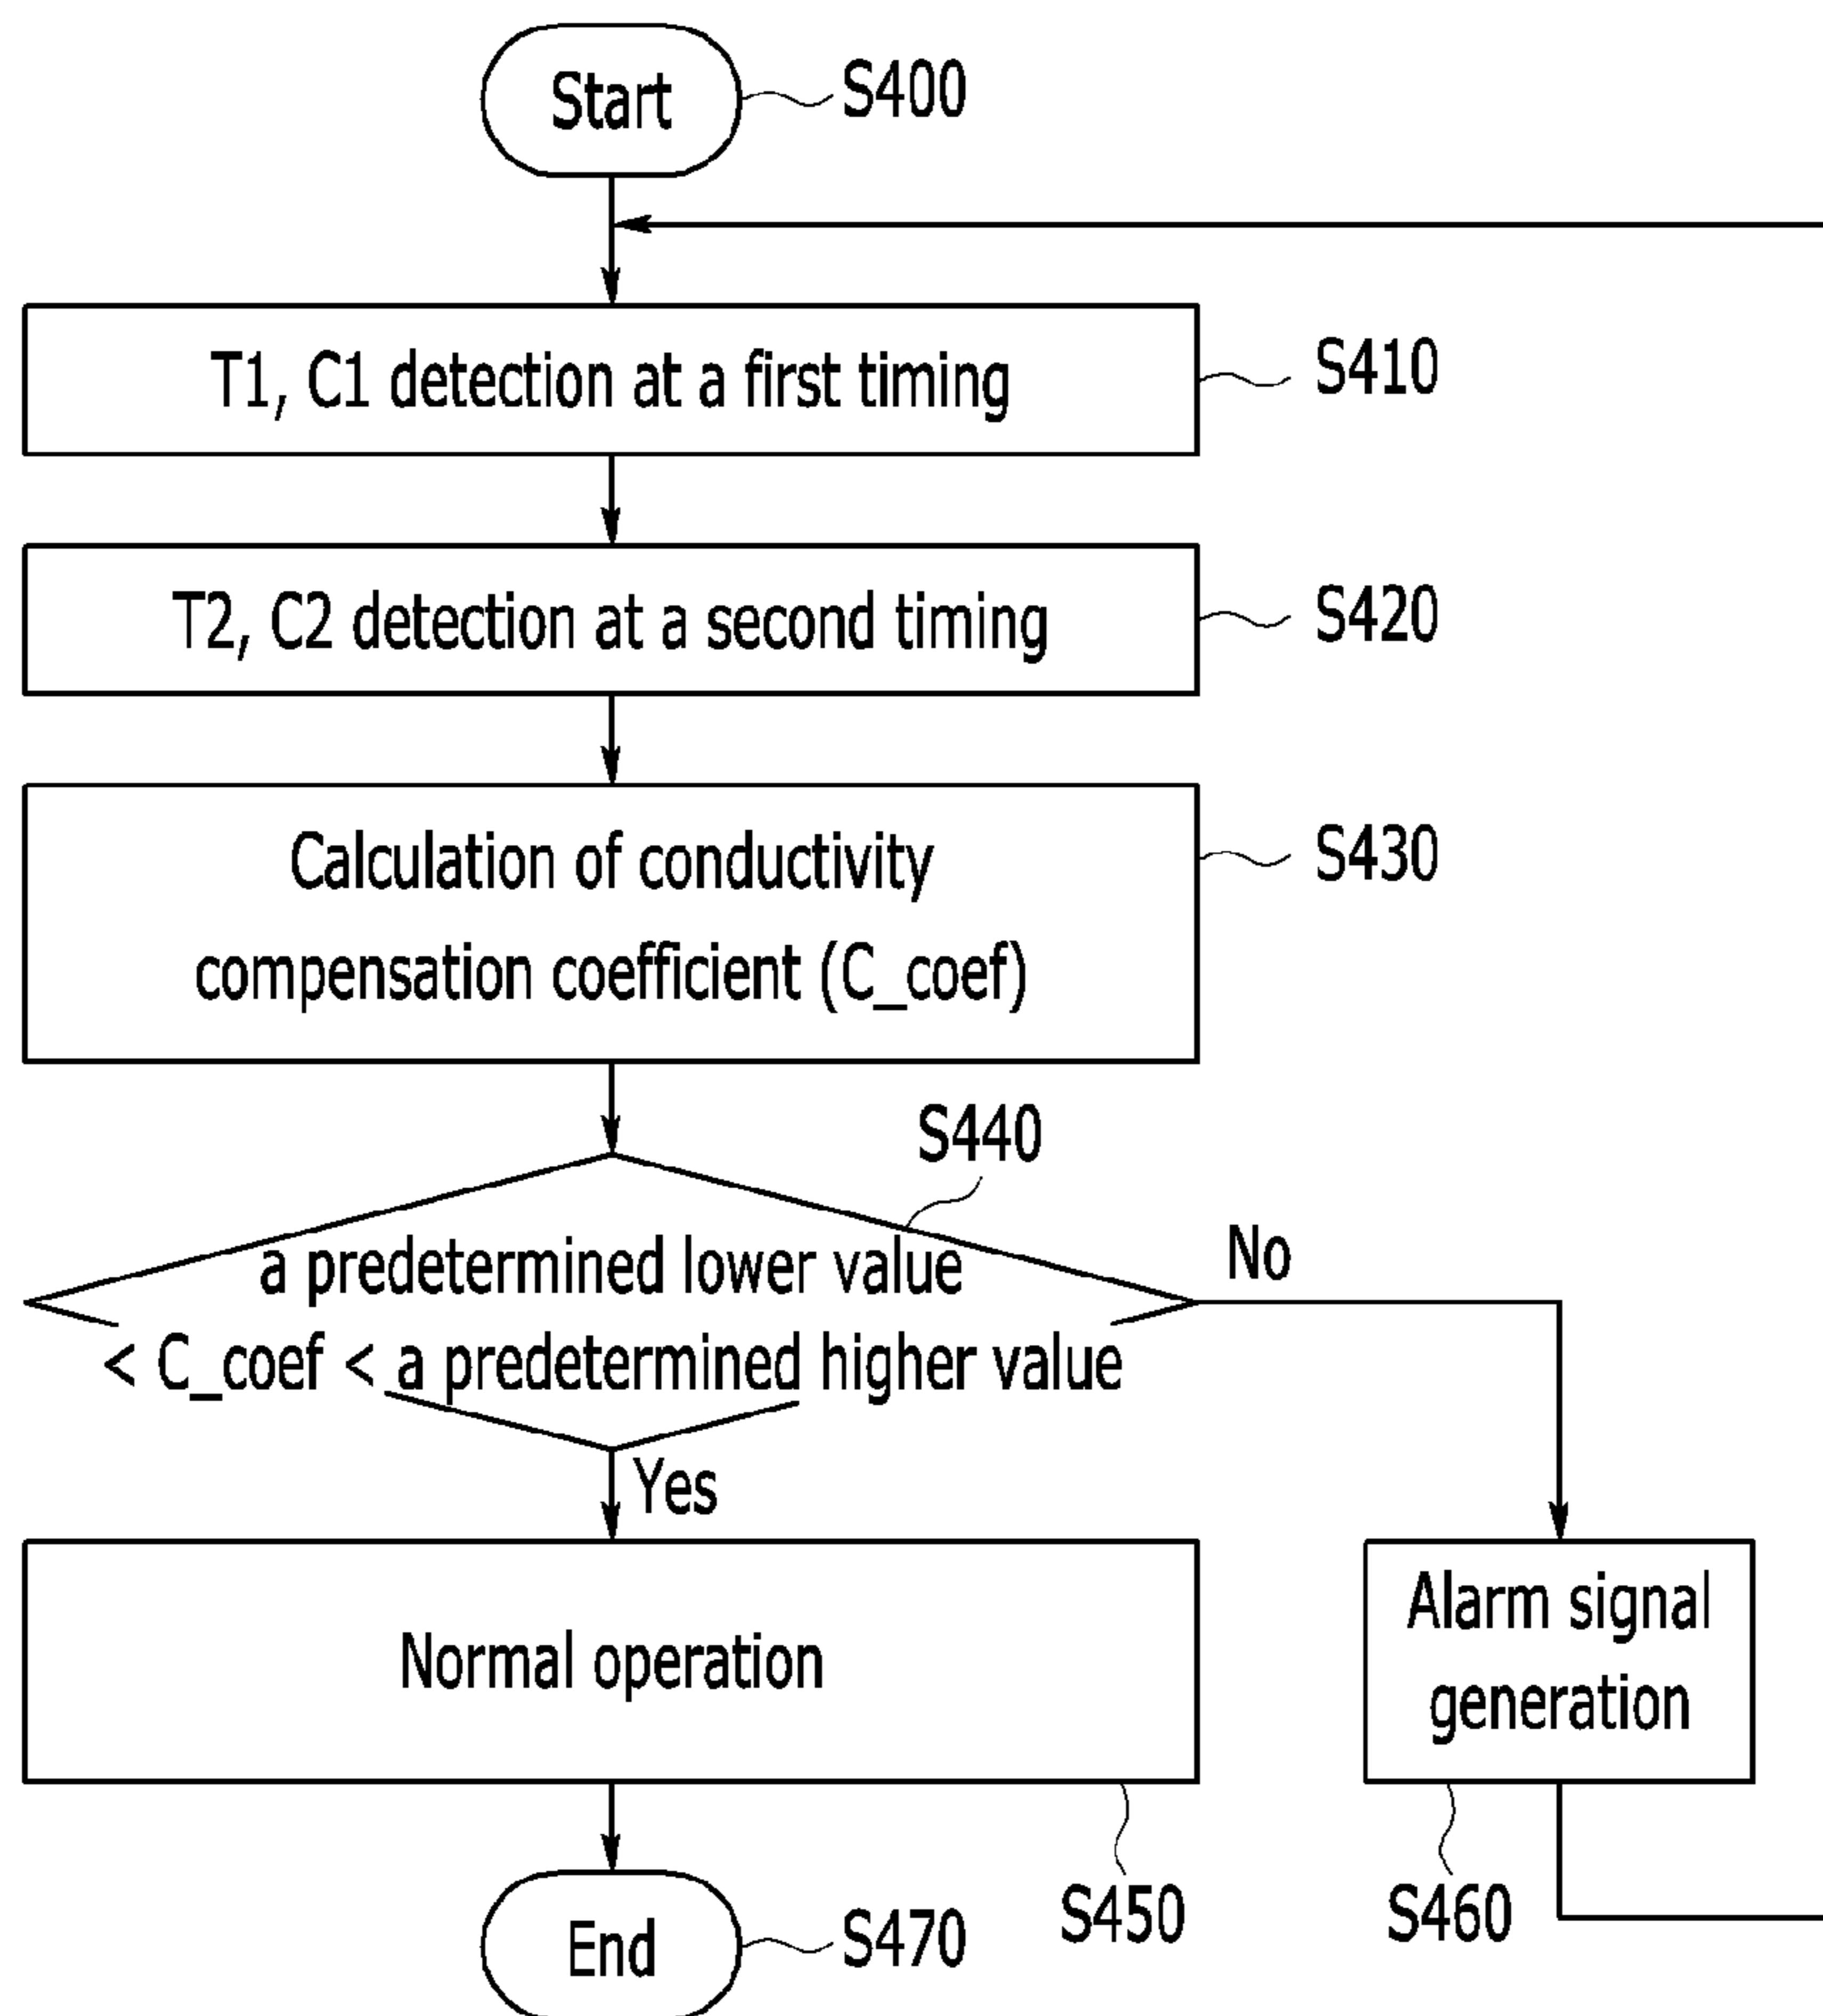 Start
S400
T1, C1 detection at a first timing
S410
T2, C2 detection at a second timing
S420
Calculation of conductivity
compensation coefficient (C_coef)
S430
S440
a predetermined lower value
< C_coef < a predetermined higher value
No
Yes
Normal operation
S450
Alarm signal
generation
S460
End
S470